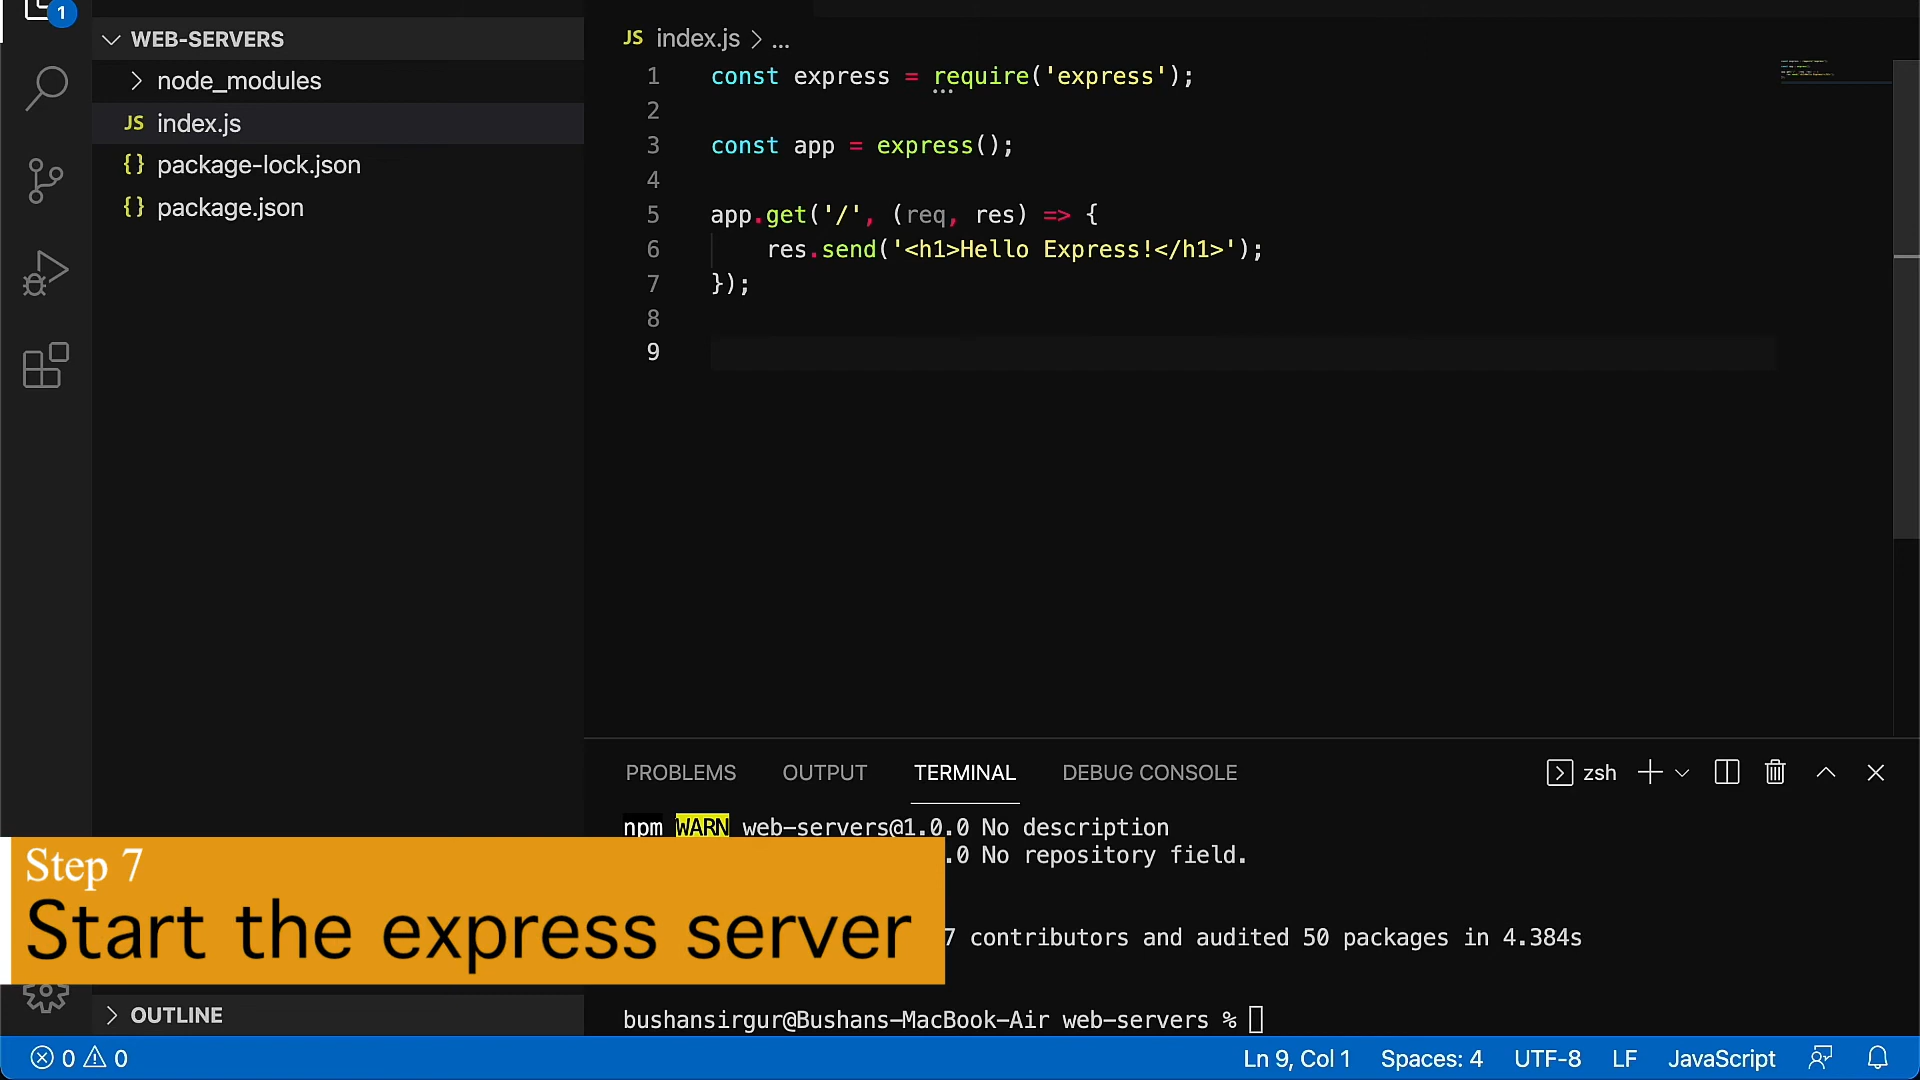 1
WEB-SERVERS
node_modules
JS index.js
{} package-lock.json
{} package.json
OUTLINE
JS index.js > ...
1 const express = require('express');
2
3 const app = express();
4
5 app.get('/', (req, res) => {
6 res.send('<h1>Hello Express!</h1>');
7 });
8
9
PROBLEMS OUTPUT TERMINAL DEBUG CONSOLE zsh
npm WARN web-servers@1.0.0 No description
.0 No repository field.
7 contributors and audited 50 packages in 4.384s
bushansirgur@Bushans-MacBook-Air web-servers %
Step 7
Start the express server
0 0 Ln 9, Col 1 Spaces: 4 UTF-8 LF JavaScript